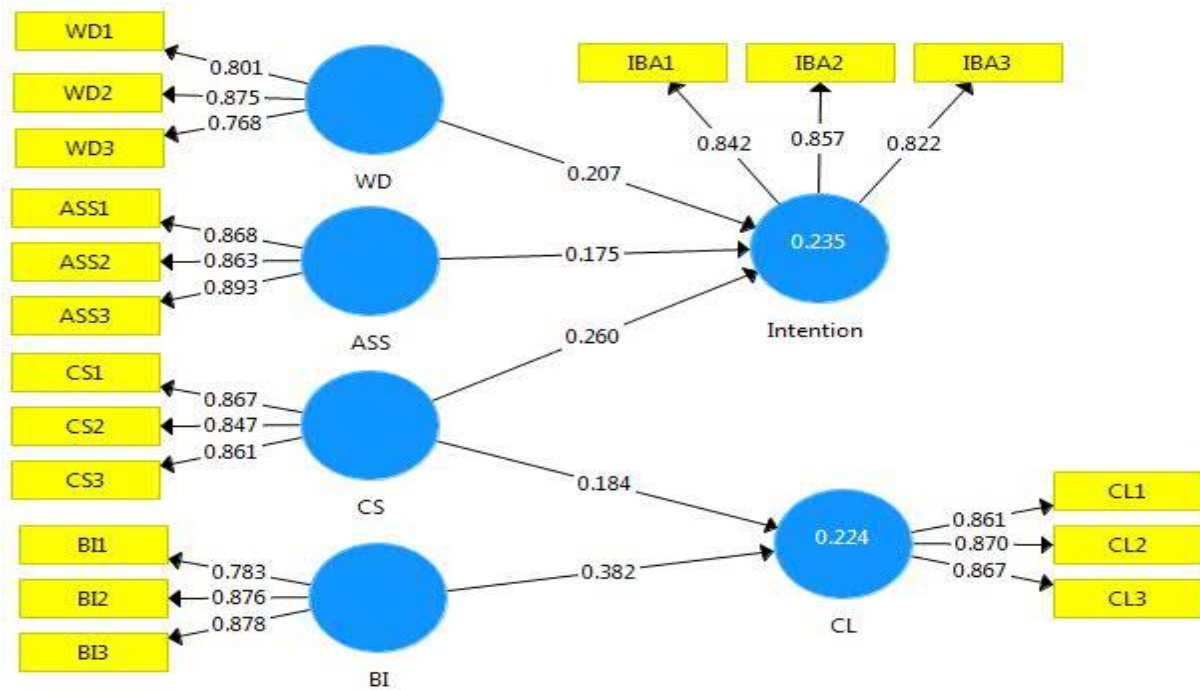 WD1
WD2
WD3
0.801
0.875
0.768
WD
ASS1
ASS2
ASS3
0.868
0.863
0.893
ASS
CS1
CS2
CS3
0.867
0.847
0.861
CS
BI1
BI2
BI3
0.783
0.876
0.878
BI
0.207
0.175
0.260
0.184
0.382
IBA1
IBA2
IBA3
0.842
0.857
0.822
0.235
Intention
0.224
CL
0.861
0.870
0.867
CL1
CL2
CL3